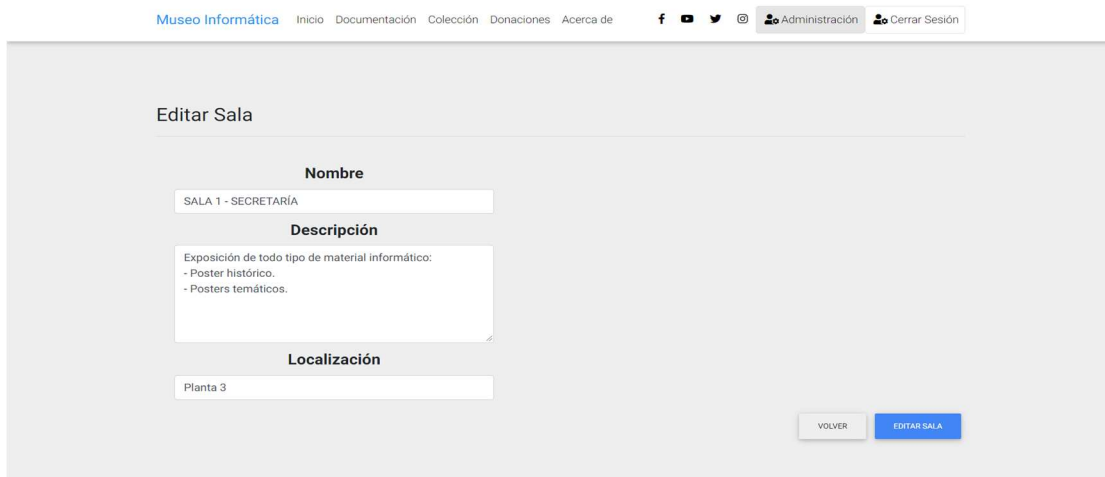 Museo Informática Inicio Documentación Colección Donaciones Acerca de Administración Cerrar Sesión
Editar Sala
Nombre
SALA 1 - SECRETARÍA
Descripción
Exposición de todo tipo de material informático:
- Poster histórico.
- Posters temáticos.
Localización
Planta 3
VOLVER EDITAR SALA